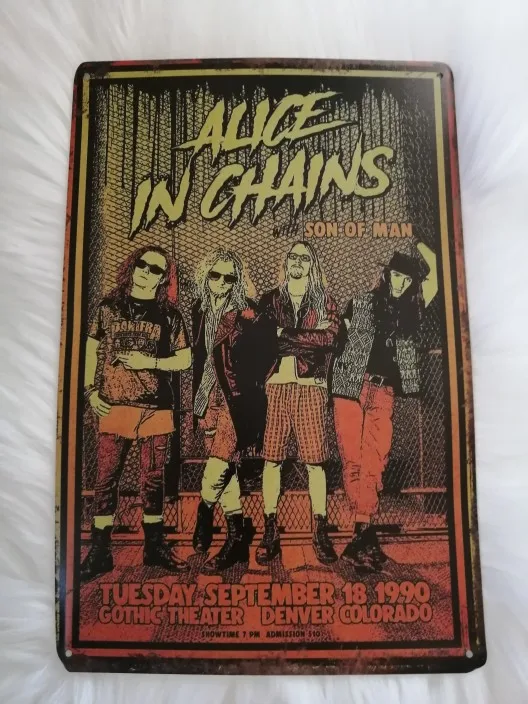 ALICE
IN CHAINS
with SON OF MAN
PANTERA
TUESDAY SEPTEMBER 18 1990
GOTHIC THEATER DENVER COLORADO
SHOWTIME 7 PM ADMISSION $10